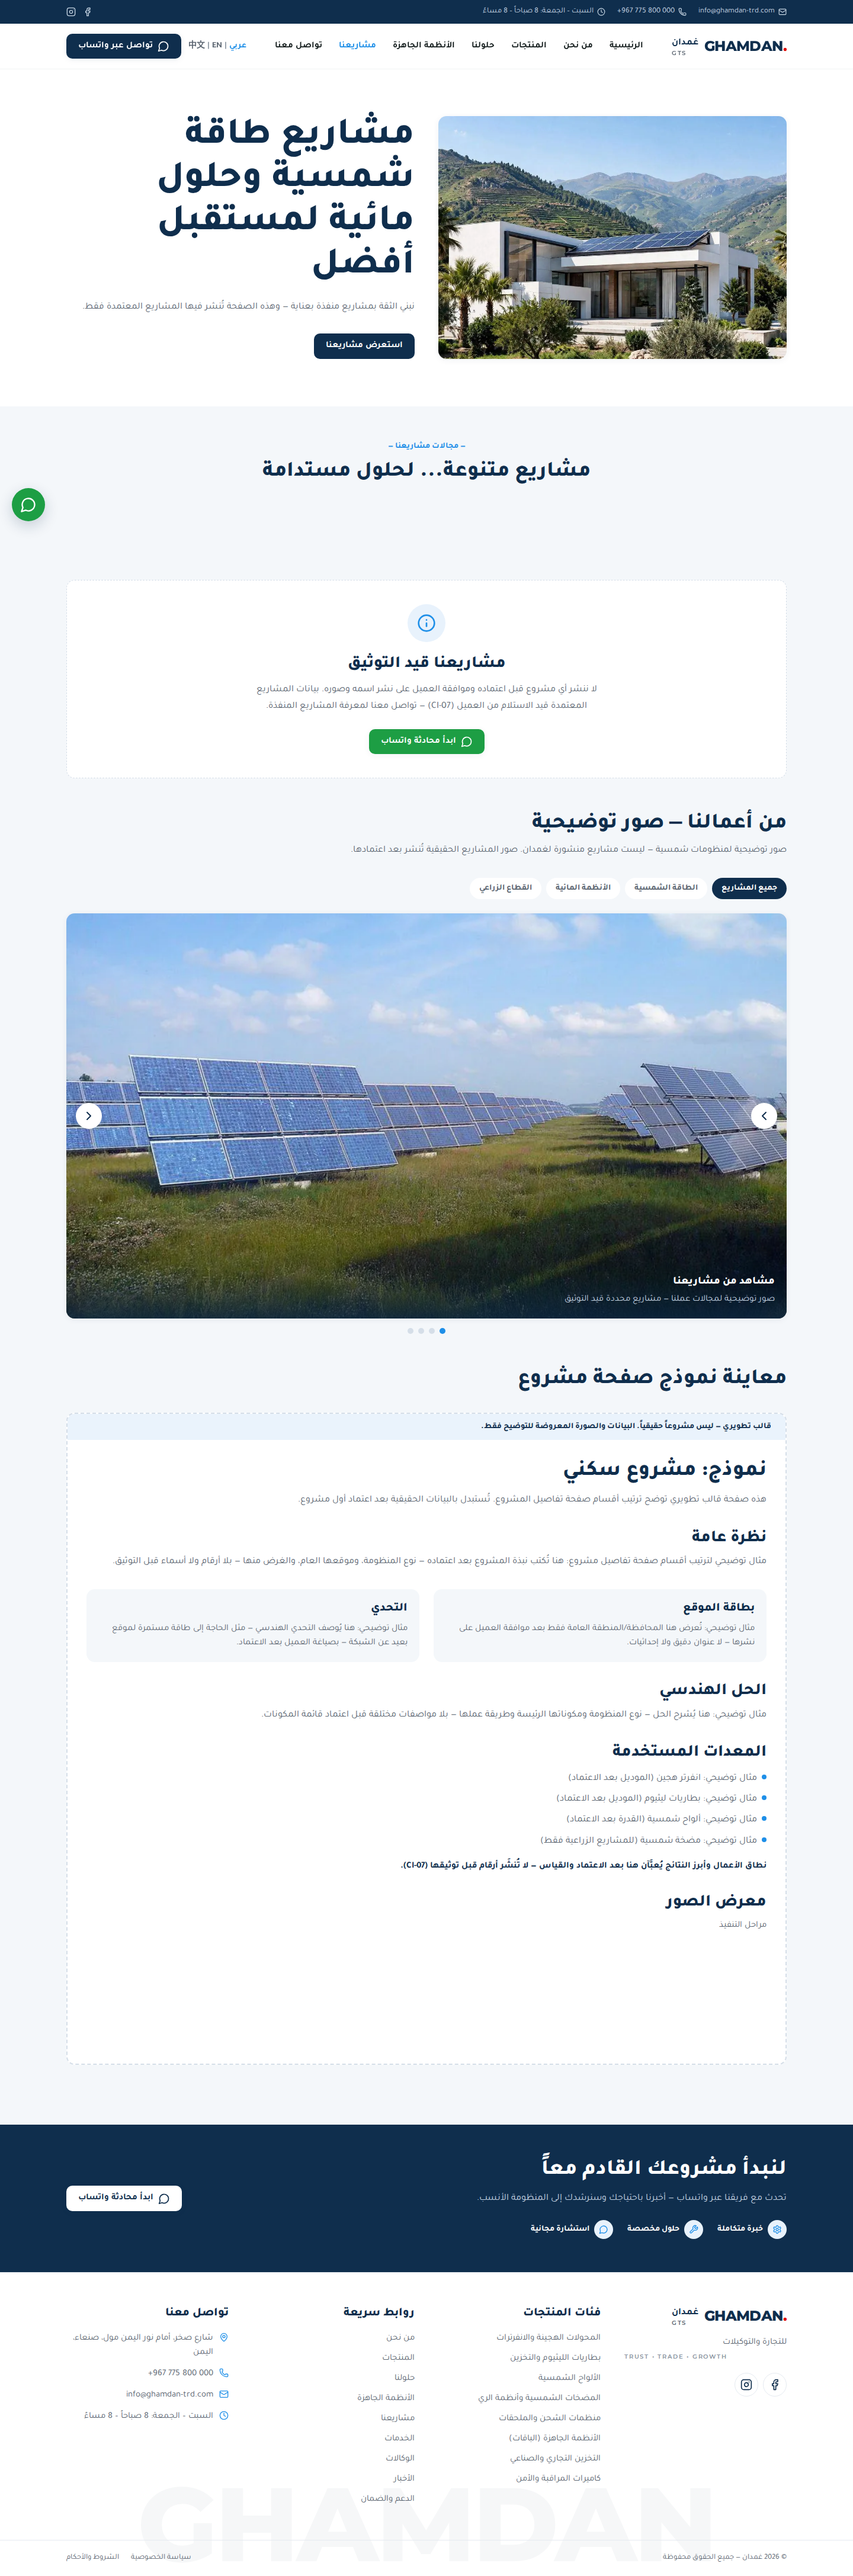 info@ghamdan-trd.com
+967 775 800 000
السبت – الجمعة: 8 صباحاً – 8 مساءً
GHAMDAN.
غمدان
GTS
الرئيسية
من نحن
المنتجات
حلولنا
الأنظمة الجاهزة
مشاريعنا
تواصل معنا
عربي | EN | 中文
تواصل عبر واتساب
مشاريع طاقة
شمسية وحلول
مائية لمستقبل
أفضل
نبني الثقة بمشاريع منفذة بعناية – وهذه الصفحة تُنشر فيها المشاريع المعتمدة فقط.
استعرض مشاريعنا
– مجالات مشاريعنا –
مشاريع متنوعة... لحلول مستدامة
مشاريعنا قيد التوثيق
لا ننشر أي مشروع قبل اعتماده وموافقة العميل على نشر اسمه وصوره. بيانات المشاريع
المعتمدة قيد الاستلام من العميل (CI-07) – تواصل معنا لمعرفة المشاريع المنفذة.
ابدأ محادثة واتساب
من أعمالنا – صور توضيحية
صور توضيحية لمنظومات شمسية – ليست مشاريع منشورة لغمدان. صور المشاريع الحقيقية تُنشر بعد اعتمادها.
جميع المشاريع
الطاقة الشمسية
الأنظمة المائية
القطاع الزراعي
مشاهد من مشاريعنا
صور توضيحية لمجالات عملنا – مشاريع محددة قيد التوثيق
معاينة نموذج صفحة مشروع
قالب تطويري – ليس مشروعاً حقيقياً. البيانات والصورة المعروضة للتوضيح فقط.
نموذج: مشروع سكني
هذه صفحة قالب تطويري توضح ترتيب أقسام صفحة تفاصيل المشروع. تُستبدل بالبيانات الحقيقية بعد اعتماد أول مشروع.
نظرة عامة
مثال توضيحي لترتيب أقسام صفحة تفاصيل مشروع: هنا تُكتب نبذة المشروع بعد اعتماده – نوع المنظومة، وموقعها العام، والغرض منها – بلا أرقام ولا أسماء قبل التوثيق.
بطاقة الموقع
مثال توضيحي: تُعرض هنا المحافظة/المنطقة العامة فقط بعد موافقة العميل على
نشرها – لا عنوان دقيق ولا إحداثيات.
التحدي
مثال توضيحي: هنا يُوصف التحدي الهندسي – مثل الحاجة إلى طاقة مستمرة لموقع
بعيد عن الشبكة – بصياغة العميل بعد الاعتماد.
الحل الهندسي
مثال توضيحي: هنا يُشرح الحل – نوع المنظومة ومكوناتها الرئيسة وطريقة عملها – بلا مواصفات مختلقة قبل اعتماد قائمة المكونات.
المعدات المستخدمة
مثال توضيحي: انفرتر هجين (الموديل بعد الاعتماد)
مثال توضيحي: بطاريات ليثيوم (الموديل بعد الاعتماد)
مثال توضيحي: ألواح شمسية (القدرة بعد الاعتماد)
مثال توضيحي: مضخة شمسية (للمشاريع الزراعية فقط)
نطاق الأعمال وأبرز النتائج يُعبَّآن هنا بعد الاعتماد والقياس – لا تُنشَر أرقام قبل توثيقها (CI-07).
معرض الصور
مراحل التنفيذ
لنبدأ مشروعك القادم معاً
تحدث مع فريقنا عبر واتساب – أخبرنا باحتياجك وسنرشدك إلى المنظومة الأنسب.
خبرة متكاملة
حلول مخصصة
استشارة مجانية
ابدأ محادثة واتساب
GHAMDAN.
غمدان
GTS
للتجارة والتوكيلات
TRUST • TRADE • GROWTH
فئات المنتجات
المحولات الهجينة والانفرترات
بطاريات الليثيوم والتخزين
الألواح الشمسية
المضخات الشمسية وأنظمة الري
منظمات الشحن والملحقات
الأنظمة الجاهزة (الباقات)
التخزين التجاري والصناعي
كاميرات المراقبة والأمن
روابط سريعة
من نحن
المنتجات
حلولنا
الأنظمة الجاهزة
مشاريعنا
الخدمات
الوكالات
الأخبار
الدعم والضمان
تواصل معنا
شارع صخر، أمام نور اليمن مول، صنعاء،
اليمن
+967 775 800 000
info@ghamdan-trd.com
السبت – الجمعة: 8 صباحاً – 8 مساءً
GHAMDAN
© 2026 غمدان – جميع الحقوق محفوظة
سياسة الخصوصية
الشروط والأحكام